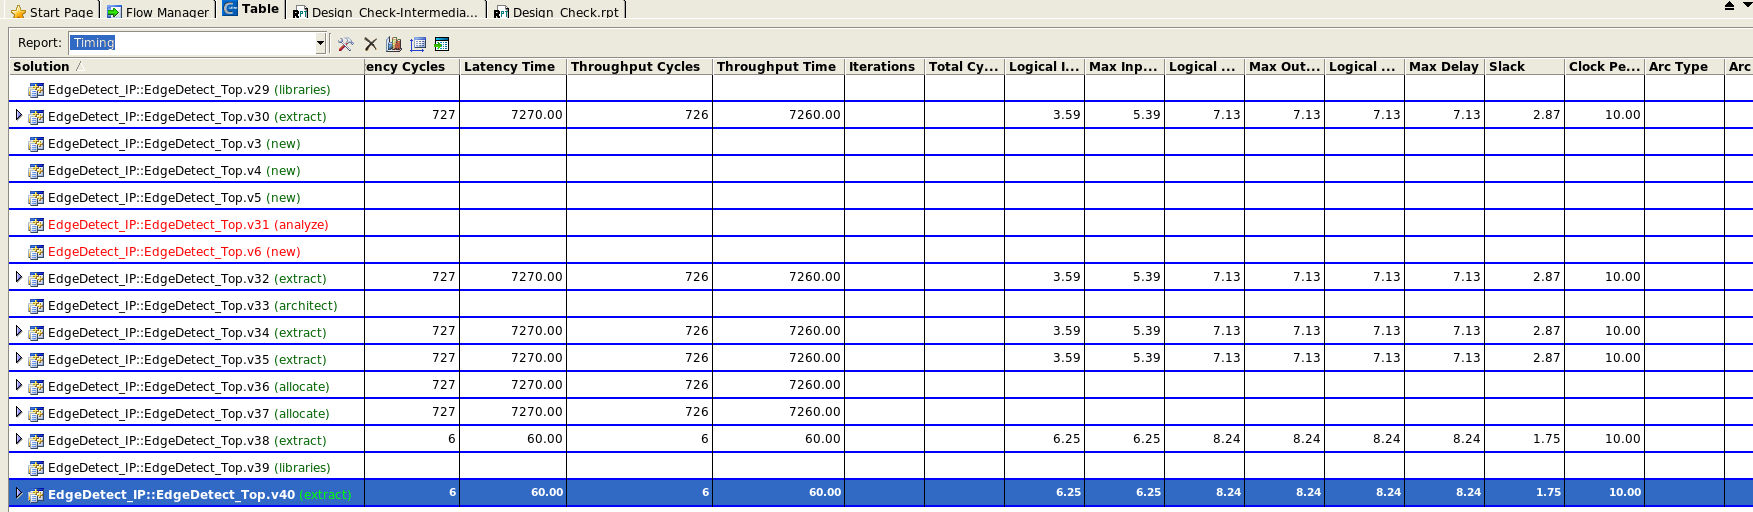 Start Page Flow Manager Table Design_Check-Intermedia... Design_Check.rpt
Report: Timing
Solution ency Cycles Latency Time Throughput Cycles Throughput Time Iterations Total Cy... Logical I... Max Inp... Logical ... Max Out... Logical ... Max Delay Slack Clock Pe... Arc Type Arc
EdgeDetect_IP::EdgeDetect_Top.v29 (libraries)
EdgeDetect_IP::EdgeDetect_Top.v30 (extract) 727 7270.00 726 7260.00 3.59 5.39 7.13 7.13 7.13 7.13 2.87 10.00
EdgeDetect_IP::EdgeDetect_Top.v3 (new)
EdgeDetect_IP::EdgeDetect_Top.v4 (new)
EdgeDetect_IP::EdgeDetect_Top.v5 (new)
EdgeDetect_IP::EdgeDetect_Top.v31 (analyze)
EdgeDetect_IP::EdgeDetect_Top.v6 (new)
EdgeDetect_IP::EdgeDetect_Top.v32 (extract) 727 7270.00 726 7260.00 3.59 5.39 7.13 7.13 7.13 7.13 2.87 10.00
EdgeDetect_IP::EdgeDetect_Top.v33 (architect)
EdgeDetect_IP::EdgeDetect_Top.v34 (extract) 727 7270.00 726 7260.00 3.59 5.39 7.13 7.13 7.13 7.13 2.87 10.00
EdgeDetect_IP::EdgeDetect_Top.v35 (extract) 727 7270.00 726 7260.00 3.59 5.39 7.13 7.13 7.13 7.13 2.87 10.00
EdgeDetect_IP::EdgeDetect_Top.v36 (allocate) 727 7270.00 726 7260.00
EdgeDetect_IP::EdgeDetect_Top.v37 (allocate) 727 7270.00 726 7260.00
EdgeDetect_IP::EdgeDetect_Top.v38 (extract) 6 60.00 6 60.00 6.25 6.25 8.24 8.24 8.24 8.24 1.75 10.00
EdgeDetect_IP::EdgeDetect_Top.v39 (libraries)
EdgeDetect_IP::EdgeDetect_Top.v40 (extract) 6 60.00 6 60.00 6.25 6.25 8.24 8.24 8.24 8.24 1.75 10.00